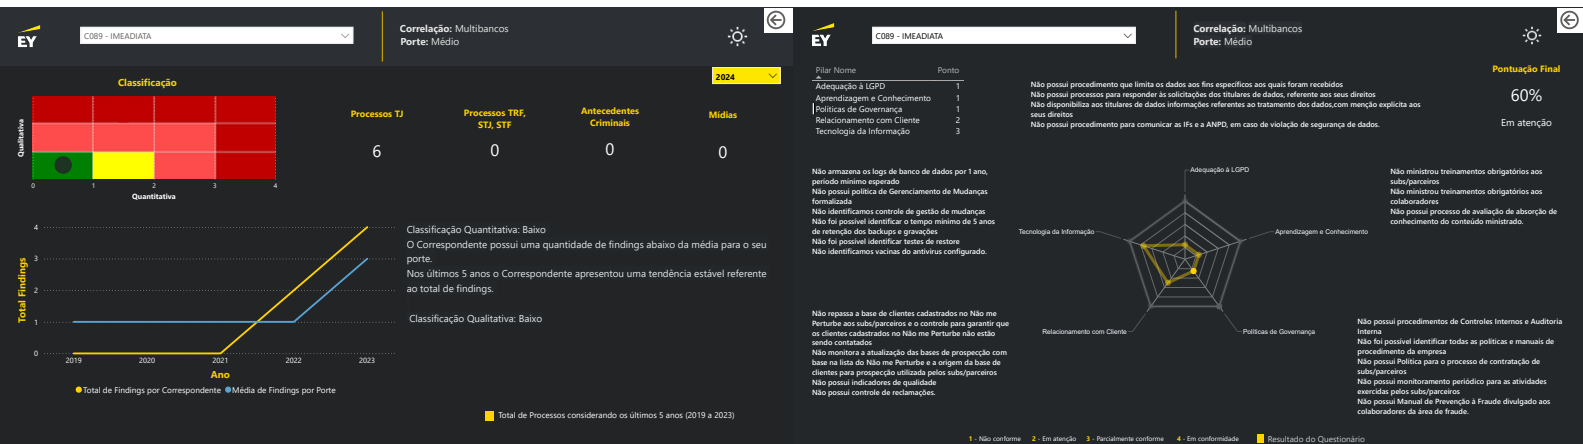 EY
C089 - IMEADIATA
Correlação: Multibancos
Porte: Médio
2024
Classificação
Qualitativa
0 1 2 3 4
Quantitativa
Processos TJ
6
Processos TRF,
STJ, STF
0
Antecedentes
Criminais
0
Mídias
0
Total Findings
4
3
2
1
0
2019 2020 2021 2022 2023
Ano
Total de Findings por Correspondente Média de Findings por Porte
Classificação Quantitativa: Baixo
O Correspondente possui uma quantidade de findings abaixo da média para o seu
porte.
Nos últimos 5 anos o Correspondente apresentou uma tendência estável referente
ao total de findings.
Classificação Qualitativa: Baixo
Total de Processos considerando os últimos 5 anos (2019 a 2023)
EY
C089 - IMEADIATA
Correlação: Multibancos
Porte: Médio
Pilar Nome Ponto
Adequação à LGPD 1
Aprendizagem e Conhecimento 1
Políticas de Governança 1
Relacionamento com Cliente 2
Tecnologia da Informação 3
Não possui procedimento que limita os dados aos fins específicos aos quais foram recebidos
Não possui processos para responder às solicitações dos titulares de dados, referente aos seus direitos
Não disponibiliza aos titulares de dados informações referentes ao tratamento dos dados,com menção explícita aos
seus direitos
Não possui procedimento para comunicar as IFs e a ANPD, em caso de violação de segurança de dados.
Pontuação Final
60%
Em atenção
Não armazena os logs de banco de dados por 1 ano,
período mínimo esperado
Não possui política de Gerenciamento de Mudanças
formalizada
Não identificamos controle de gestão de mudanças
Não foi possível identificar o tempo mínimo de 5 anos
de retenção dos backups e gravações
Não foi possível identificar testes de restore
Não identificamos vacinas do antivirus configurado.
Adequação à LGPD
Tecnologia da Informação
Aprendizagem e Conhecimento
Relacionamento com Cliente
Políticas de Governança
Não ministrou treinamentos obrigatórios aos
subs/parceiros
Não ministrou treinamentos obrigatórios aos
colaboradores
Não possui processo de avaliação de absorção de
conhecimento do conteúdo ministrado.
Não repassa a base de clientes cadastrados no Não me
Perturbe aos subs/parceiros e o controle para garantir que
os clientes cadastrados no Não me Perturbe não estão
sendo contatados
Não monitora a atualização das bases de prospecção com
base na lista do Não me Perturbe e a origem da base de
clientes para prospecção utilizada pelos subs/parceiros
Não possui indicadores de qualidade
Não possui controle de reclamações.
Não possui procedimentos de Controles Internos e Auditoria
Interna
Não foi possível identificar todas as políticas e manuais de
procedimento da empresa
Não possui Política para o processo de contratação de
subs/parceiros
Não possui monitoramento periódico para as atividades
exercidas pelos subs/parceiros
Não possui Manual de Prevenção à Fraude divulgado aos
colaboradores da área de fraude.
1 - Não conforme 2 - Em atenção 3 - Parcialmente conforme 4 - Em conformidade Resultado do Questionário